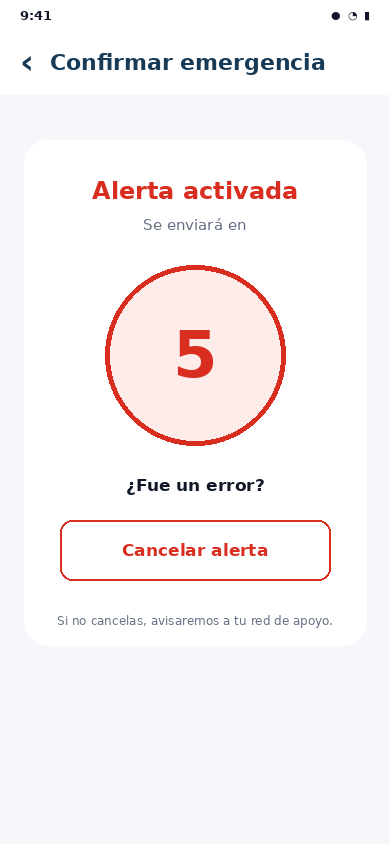 9:41
Confirmar emergencia
Alerta activada
Se enviará en
5
¿Fue un error?
Cancelar alerta
Si no cancelas, avisaremos a tu red de apoyo.